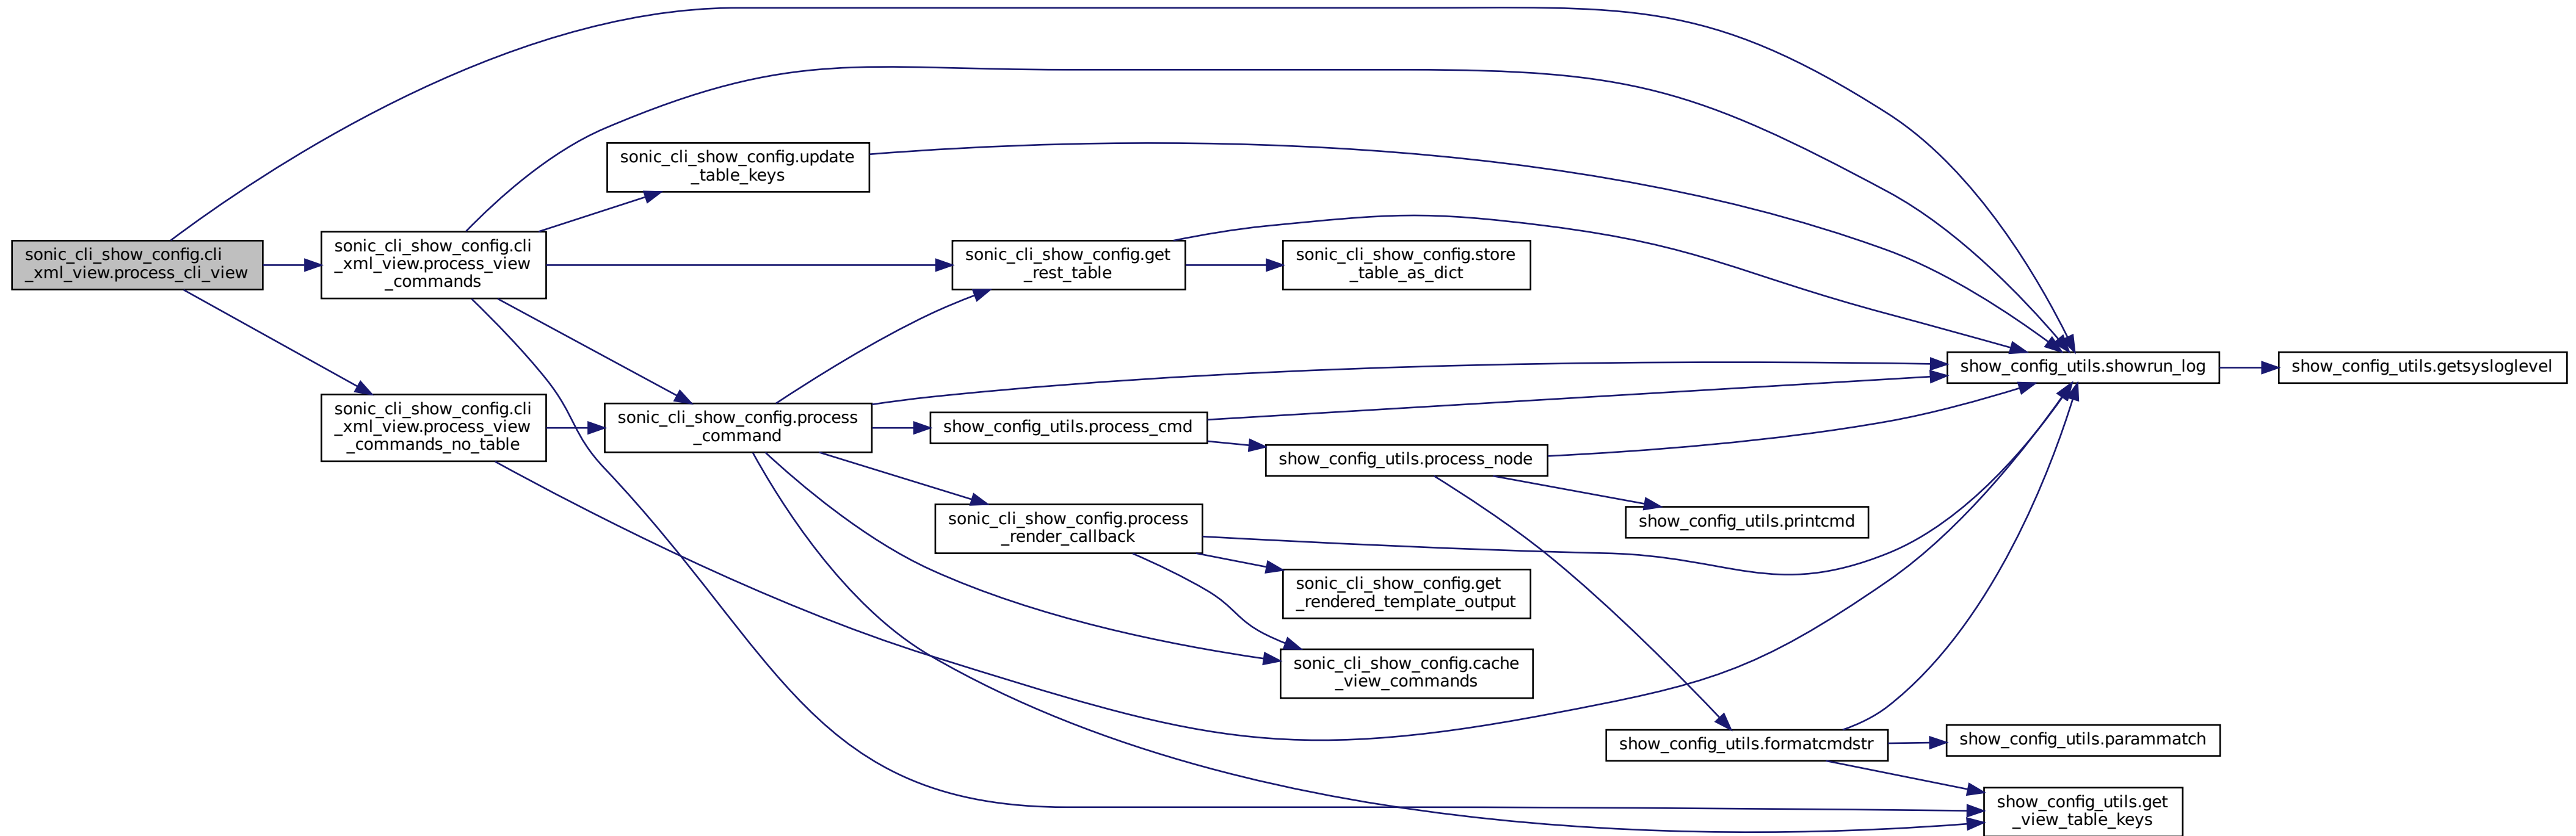 sonic_cli_show_config.cli
_xml_view.process_cli_view
sonic_cli_show_config.cli
_xml_view.process_view
_commands
sonic_cli_show_config.cli
_xml_view.process_view
_commands_no_table
sonic_cli_show_config.update
_table_keys
sonic_cli_show_config.process
_command
sonic_cli_show_config.get
_rest_table
show_config_utils.process_cmd
sonic_cli_show_config.process
_render_callback
sonic_cli_show_config.store
_table_as_dict
show_config_utils.process_node
sonic_cli_show_config.get
_rendered_template_output
sonic_cli_show_config.cache
_view_commands
show_config_utils.printcmd
show_config_utils.formatcmdstr
show_config_utils.showrun_log
show_config_utils.parammatch
show_config_utils.get
_view_table_keys
show_config_utils.getsysloglevel